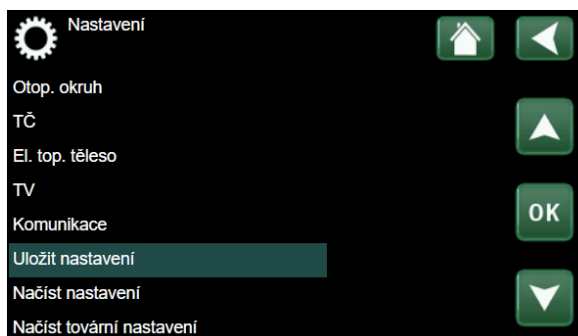 Nastavení
Otop. okruh
TČ
El. top. těleso
TV
Komunikace
OK
Uložit nastavení
Načíst nastavení
Načíst tovární nastavení